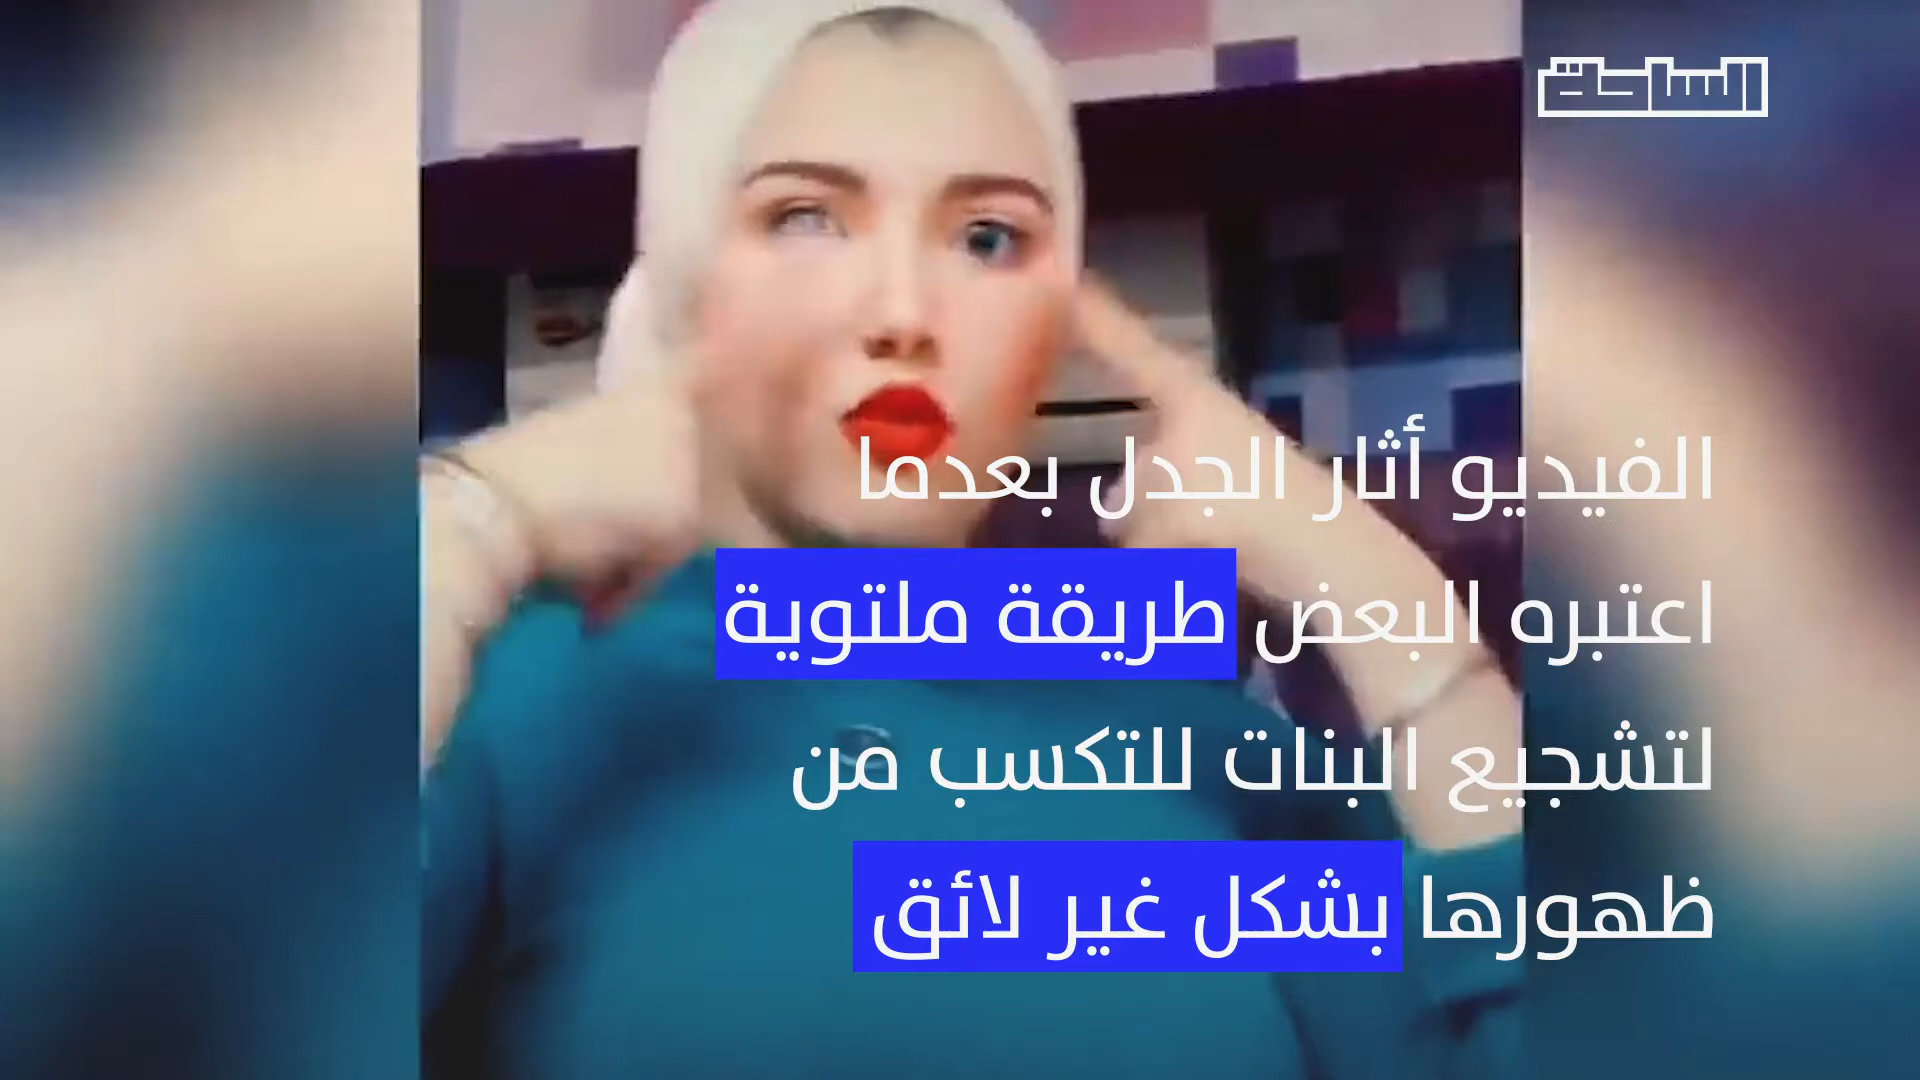 الساحة
الفيديو أثار الجدل بعدما
اعتبره البعض طريقة ملتوية
لتشجيع البنات للتكسب من
ظهورها بشكل غير لائق